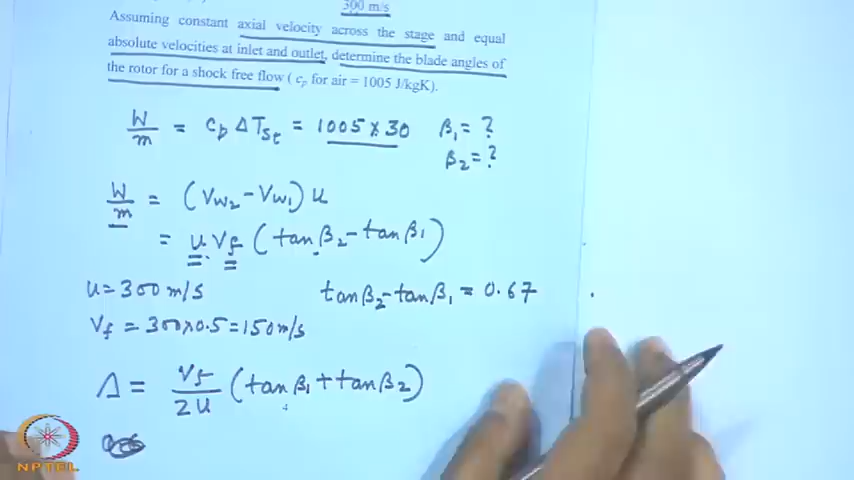 300 m/s
Assuming constant axial velocity across the stage and equal
absolute velocities at inlet and outlet, determine the blade angles of
the rotor for a shock free flow ( cp for air = 1005 J/kgK).
W/m = cp ΔTst = 1005 × 30 β1 = ?
β2 = ?
W/m = (Vw2 - Vw1) u
= u Vf (tan β2 - tan β1)
u = 300 m/s tan β2 - tan β1 = 0.67
Vf = 300×0.5 = 150 m/s
Λ = Vf/2u (tan β1 + tan β2)
NPTEL